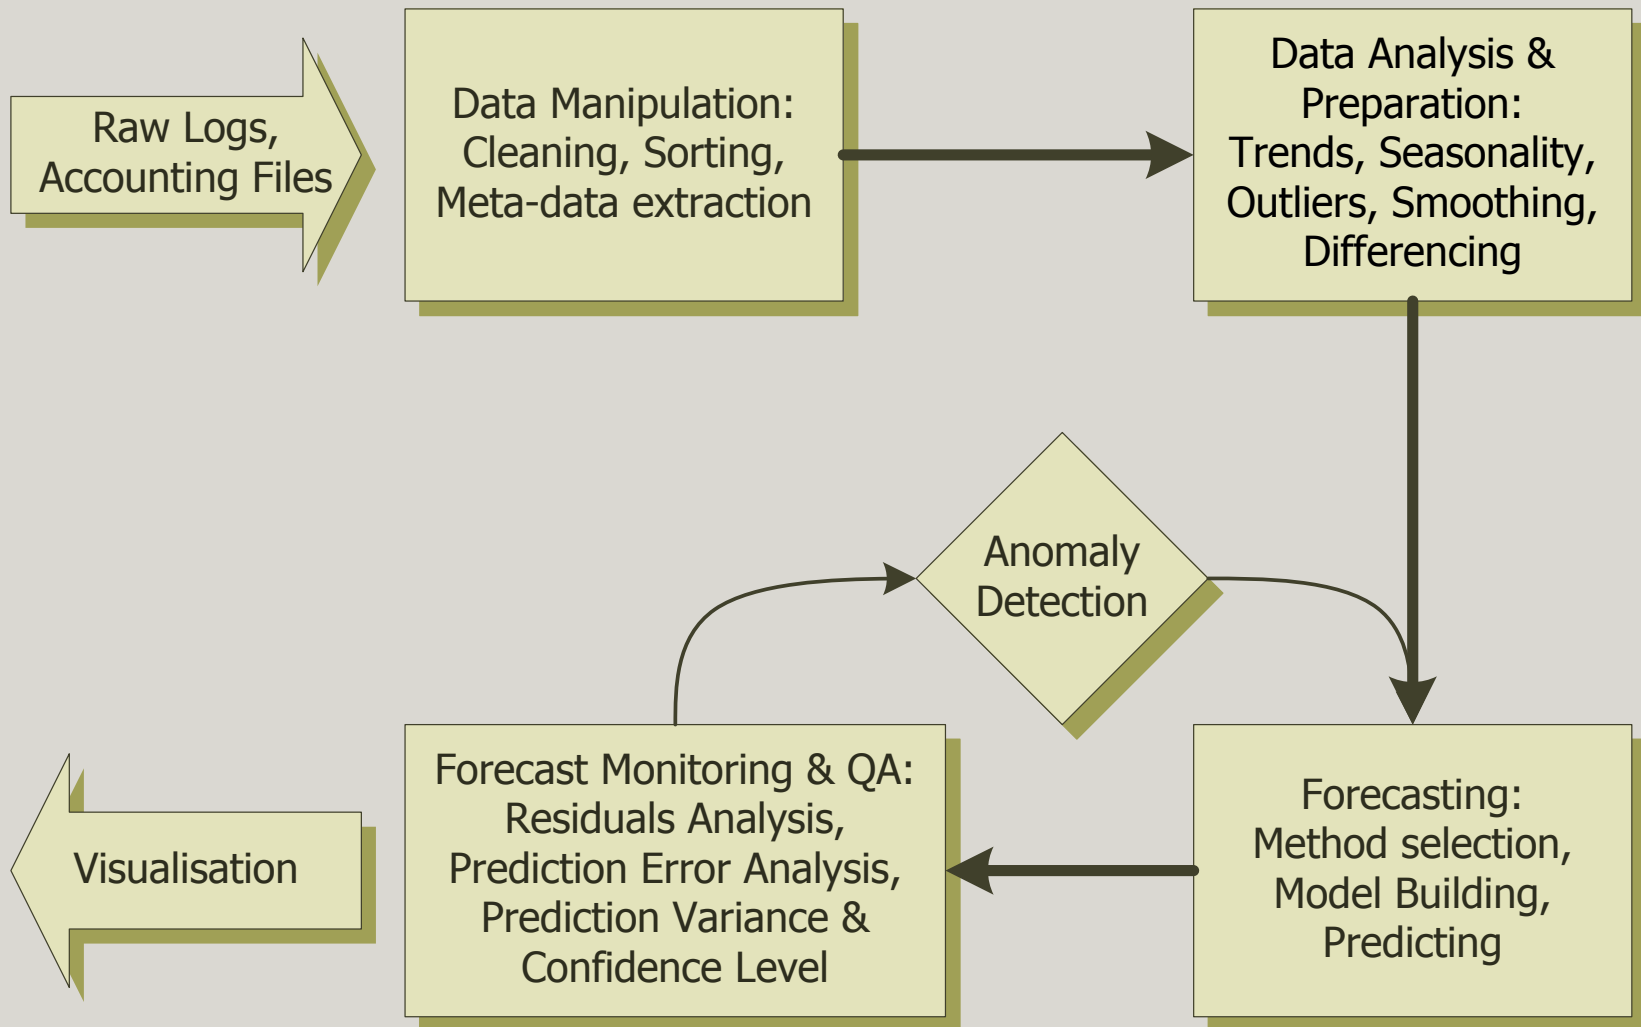 Raw Logs,
Accounting Files
Data Manipulation:
Cleaning, Sorting,
Meta-data extraction
Data Analysis &
Preparation:
Trends, Seasonality,
Outliers, Smoothing,
Differencing
Anomaly
Detection
Forecasting:
Method selection,
Model Building,
Predicting
Forecast Monitoring & QA:
Residuals Analysis,
Prediction Error Analysis,
Prediction Variance &
Confidence Level
Visualisation